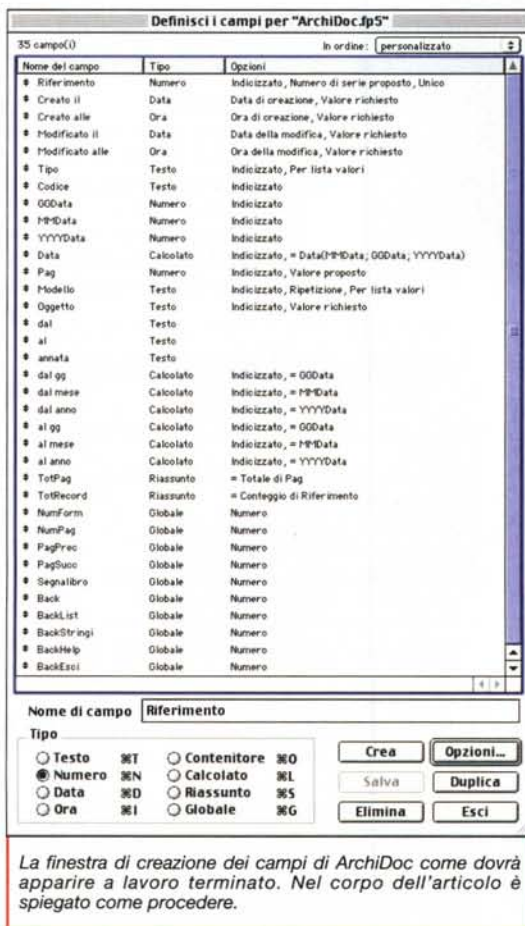 Definisci i campi per "ArchiDoc.fp5"
35 campo(i) In ordine: personalizzato
Nome del campo Tipo Opzioni
Riferimento Numero Indicizzato, Numero di serie proposto, Unico
Creato il Data Data di creazione, Valore richiesto
Creato alle Ora Ora di creazione, Valore richiesto
Modificato il Data Data della modifica, Valore richiesto
Modificato alle Ora Ora della modifica, Valore richiesto
Tipo Testo Indicizzato, Per lista valori
Codice Testo Indicizzato
GGData Numero Indicizzato
MMData Numero Indicizzato
YYYYData Numero Indicizzato
Data Calcolato Indicizzato, = Data(MMData; GGData; YYYYData)
Pag Numero Indicizzato, Valore proposto
Modello Testo Indicizzato, Ripetizione, Per lista valori
Oggetto Testo Indicizzato, Valore richiesto
dal Testo
al Testo
annata Testo
dal gg Calcolato Indicizzato, = GGData
dal mese Calcolato Indicizzato, = MMData
dal anno Calcolato Indicizzato, = YYYYData
al gg Calcolato Indicizzato, = GGData
al mese Calcolato Indicizzato, = MMData
al anno Calcolato Indicizzato, = YYYYData
TotPag Riassunto = Totale di Pag
TotRecord Riassunto = Conteggio di Riferimento
NumForm Globale Numero
NumPag Globale Numero
PagPrec Globale Numero
PagSucc Globale Numero
Segnalibro Globale Numero
Back Globale Numero
BackList Globale Numero
BackStringi Globale Numero
BackHelp Globale Numero
BackEsci Globale Numero
Nome di campo Riferimento
Tipo
Testo ⌘T Contenitore ⌘O
Numero ⌘N Calcolato ⌘L
Data ⌘D Riassunto ⌘S
Ora ⌘I Globale ⌘G
Crea Opzioni...
Salva Duplica
Elimina Esci
La finestra di creazione dei campi di ArchiDoc come dovrà
apparire a lavoro terminato. Nel corpo dell'articolo è
spiegato come procedere.